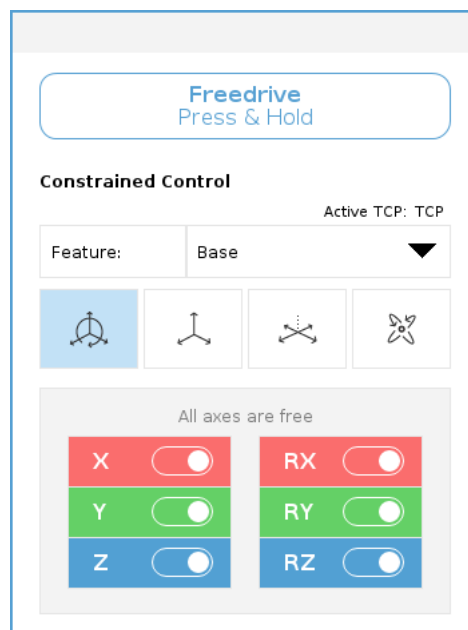 Freedrive
Press & Hold
Constrained Control
Active TCP: TCP
Feature: Base
All axes are free
X RX
Y RY
Z RZ